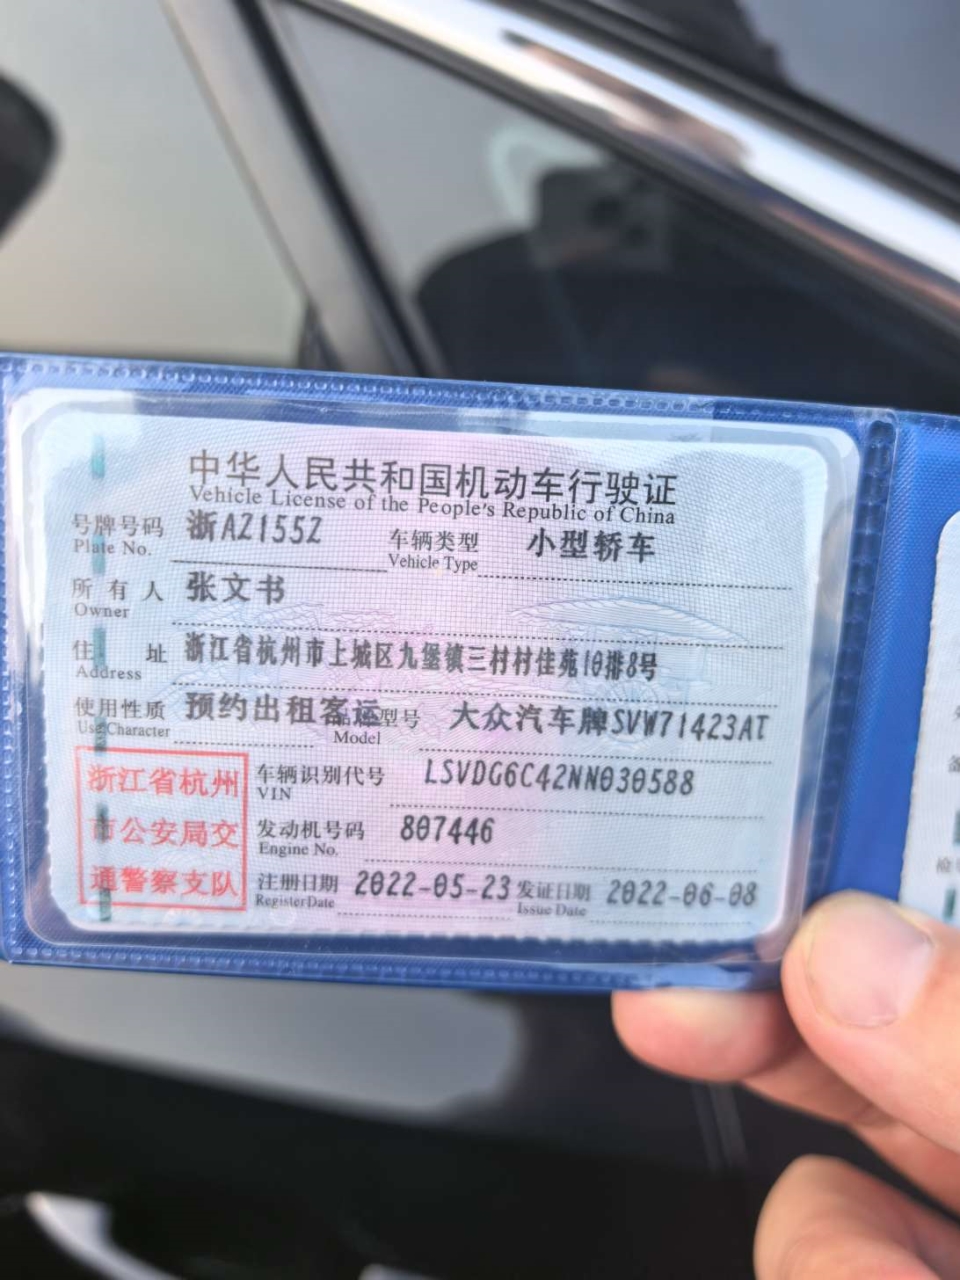 中华人民共和国机动车行驶证
Vehicle License of the People's Republic of China
号牌号码 浙AZ155Z 车辆类型 小型轿车
Plate No. Vehicle Type
所有人 张文书
Owner
住址 浙江省杭州市上城区九堡镇三村村佳苑10排8号
Address
使用性质 预约出租客运 品牌型号 大众汽车牌SVW71423AT
Use Character Model
浙江省杭州
市公安局交
通警察支队
车辆识别代号 LSVDG6C42NN030588
VIN
发动机号码 807446
Engine No.
注册日期 2022-05-23 发证日期 2022-06-08
Register Date Issue Date